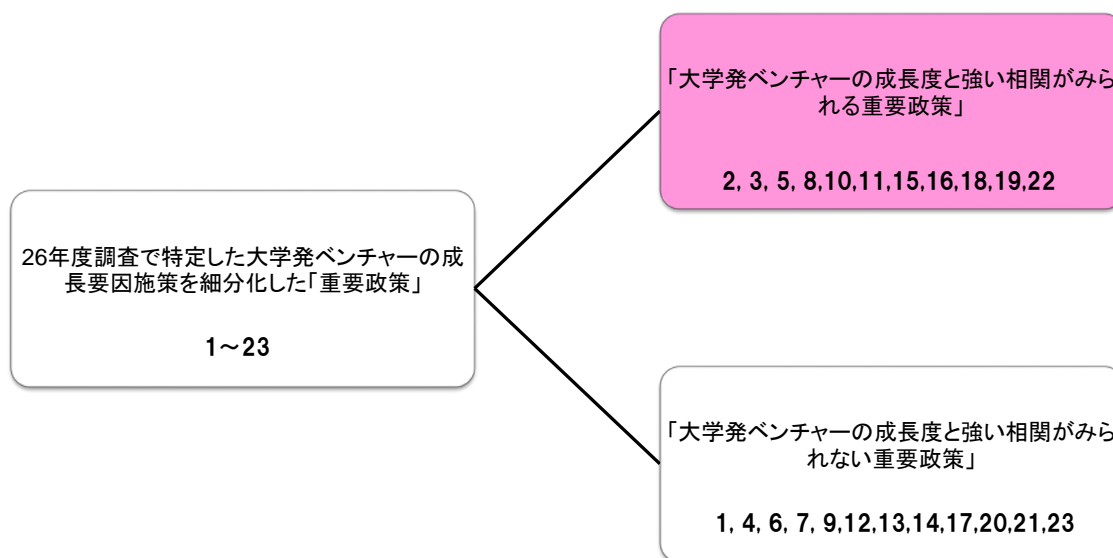 「大学発ベンチャーの成長度と強い相関がみら
れる重要政策」
2, 3, 5, 8,10,11,15,16,18,19,22
26年度調査で特定した大学発ベンチャーの成
長要因施策を細分化した「重要政策」
1～23
「大学発ベンチャーの成長度と強い相関がみら
れない重要政策」
1, 4, 6, 7, 9,12,13,14,17,20,21,23